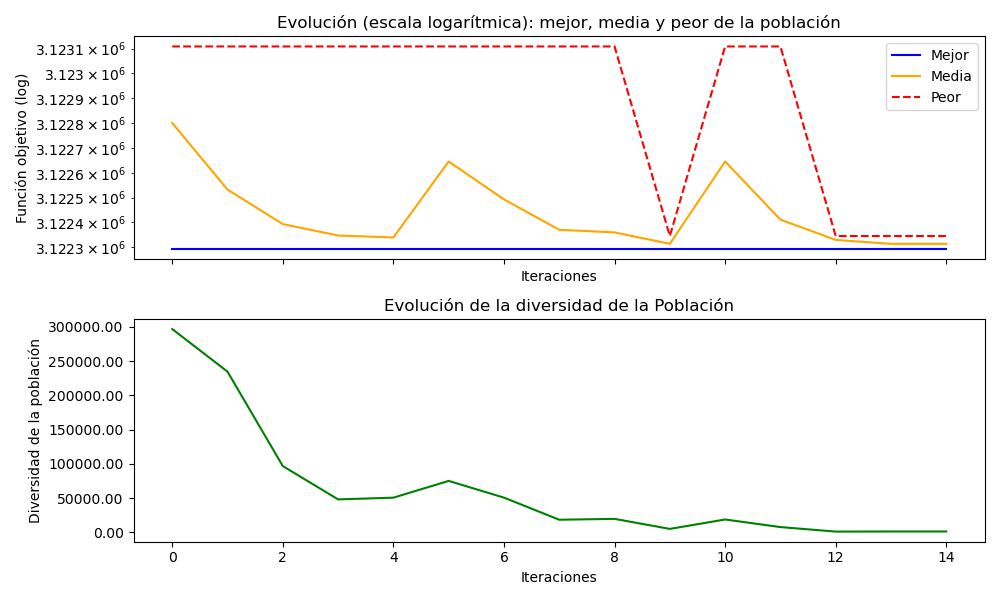 Evolución (escala logarítmica): mejor, media y peor de la población
Función objetivo (log)
3.1231 × 10⁶
3.123 × 10⁶
3.1229 × 10⁶
3.1228 × 10⁶
3.1227 × 10⁶
3.1226 × 10⁶
3.1225 × 10⁶
3.1224 × 10⁶
3.1223 × 10⁶
Mejor
Media
Peor
Iteraciones
Evolución de la diversidad de la Población
Diversidad de la población
300000.00
250000.00
200000.00
150000.00
100000.00
50000.00
0.00
0 2 4 6 8 10 12 14
Iteraciones